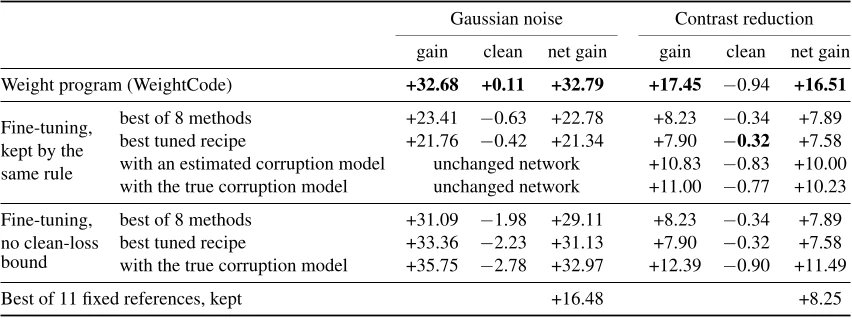 Gaussian noise Contrast reduction
gain clean net gain gain clean net gain
Weight program (WeightCode) +32.68 +0.11 +32.79 +17.45 −0.94 +16.51
Fine-tuning, kept by the same rule
best of 8 methods +23.41 −0.63 +22.78 +8.23 −0.34 +7.89
best tuned recipe +21.76 −0.42 +21.34 +7.90 −0.32 +7.58
with an estimated corruption model unchanged network +10.83 −0.83 +10.00
with the true corruption model unchanged network +11.00 −0.77 +10.23
Fine-tuning, no clean-loss bound
best of 8 methods +31.09 −1.98 +29.11 +8.23 −0.34 +7.89
best tuned recipe +33.36 −2.23 +31.13 +7.90 −0.32 +7.58
with the true corruption model +35.75 −2.78 +32.97 +12.39 −0.90 +11.49
Best of 11 fixed references, kept +16.48 +8.25